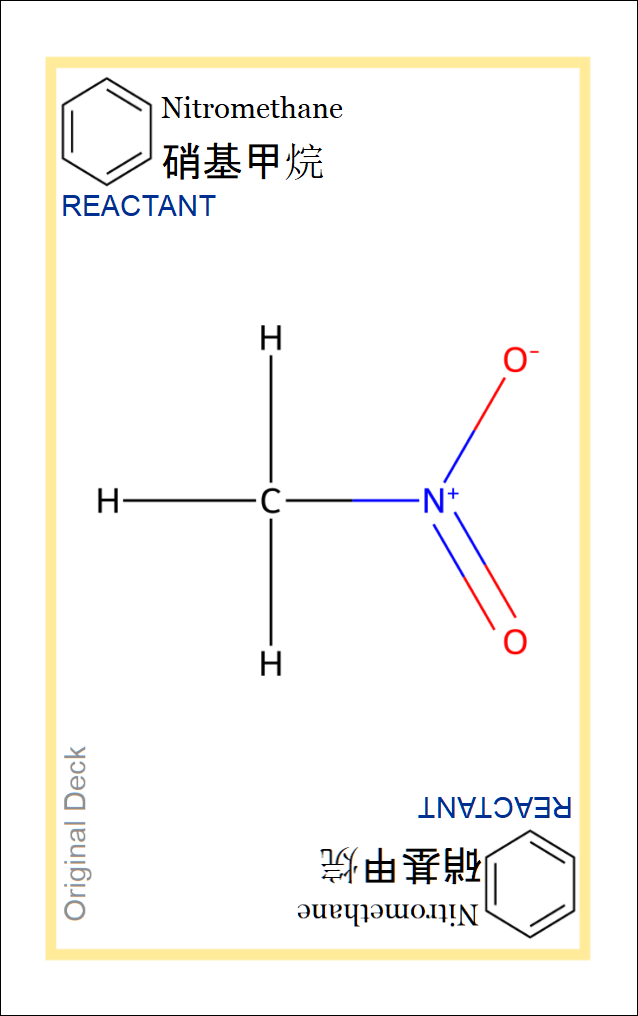 Nitromethane
硝基甲烷
REACTANT
H
O⁻
H
C
N⁺
O
H
Original Deck
REACTANT
硝基甲烷
Nitromethane